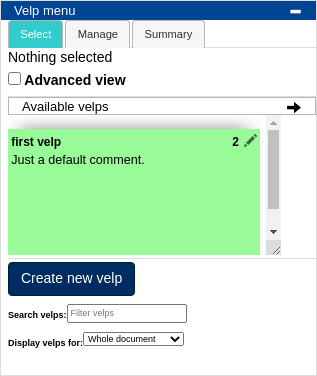 Velp menu
Select Manage Summary
Nothing selected
Advanced view
Available velps
first velp 2
Just a default comment.
Create new velp
Search velps: Filter velps
Display velps for: Whole document